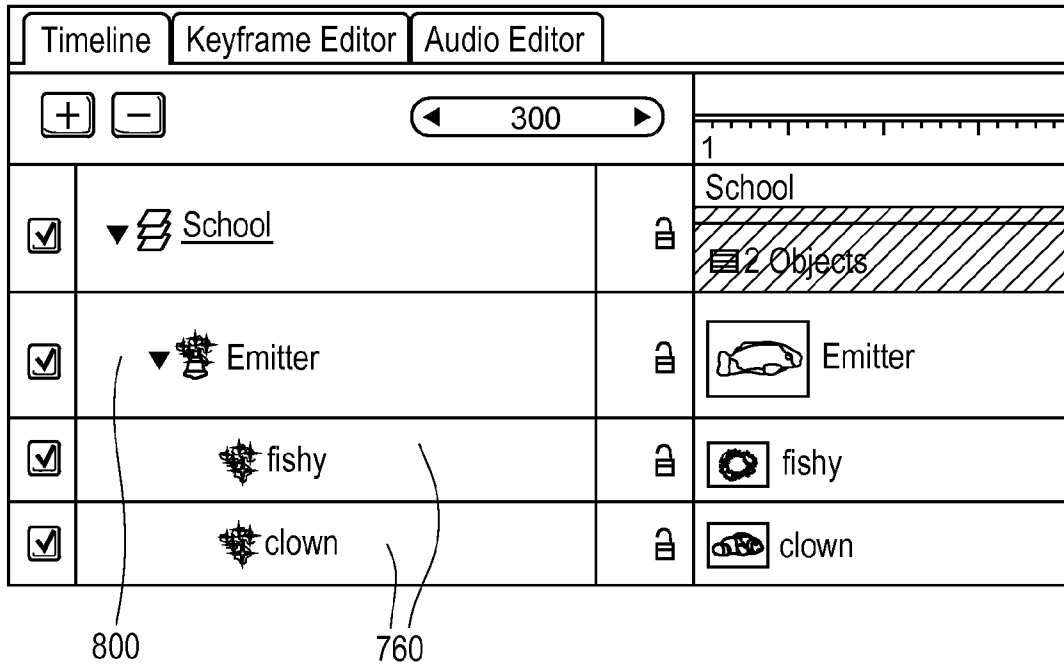 Timeline Keyframe Editor Audio Editor
+ − 300
1
School School
2 Objects
Emitter Emitter
fishy fishy
clown clown
800 760